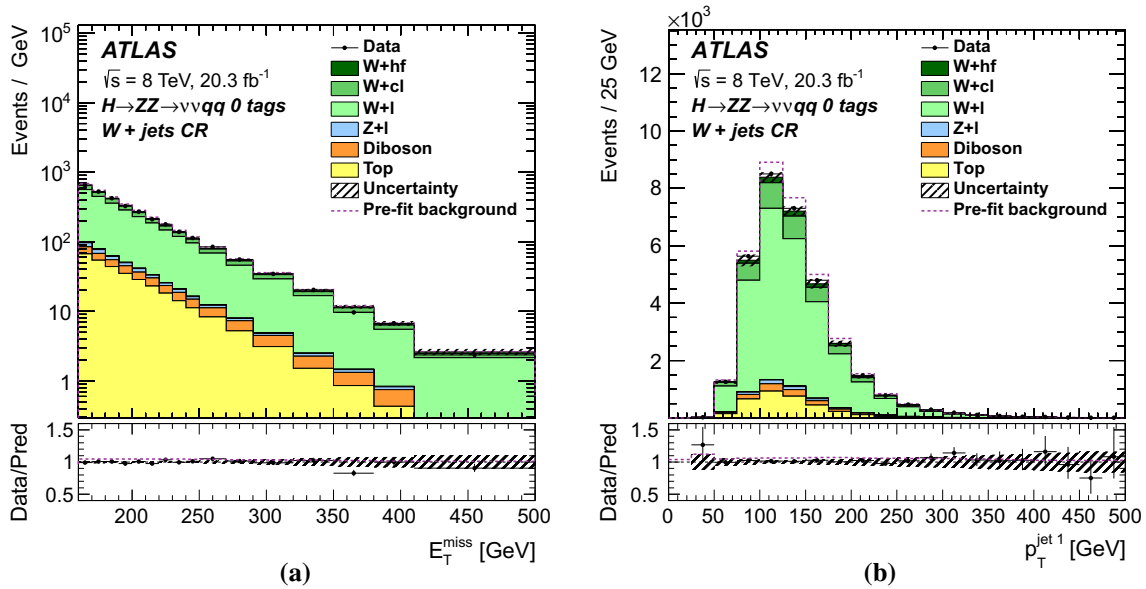 Events / GeV
10⁵
10⁴
10³
10²
10
1
ATLAS
√s = 8 TeV, 20.3 fb⁻¹
H→ZZ→ννqq 0 tags
W + jets CR
Data
W+hf
W+cl
W+l
Z+l
Diboson
Top
Uncertainty
Pre-fit background
Data/Pred
1.5
1
0.5
200 250 300 350 400 450 500
E_T^miss [GeV]
(a)
×10³
Events / 25 GeV
12
10
8
6
4
2
ATLAS
√s = 8 TeV, 20.3 fb⁻¹
H→ZZ→ννqq 0 tags
W + jets CR
Data
W+hf
W+cl
W+l
Z+l
Diboson
Top
Uncertainty
Pre-fit background
Data/Pred
1.5
1
0.5
0 50 100 150 200 250 300 350 400 450 500
p_T^jet 1 [GeV]
(b)